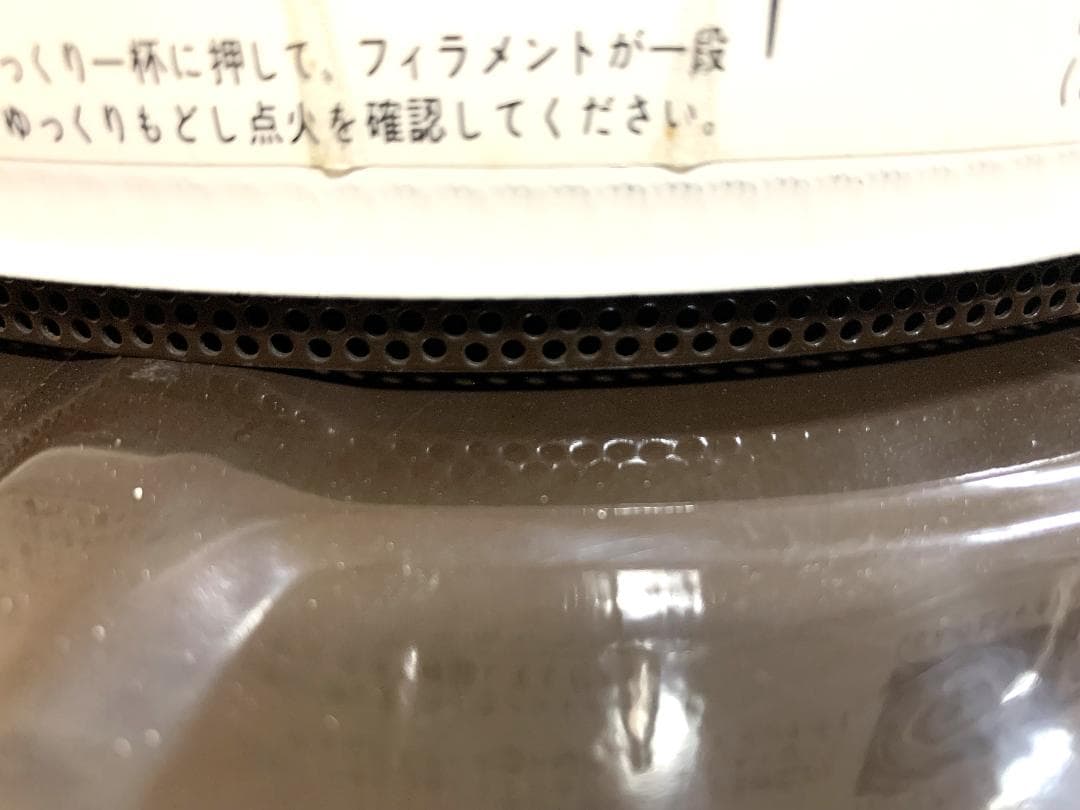 っくり一杯に押して。フィラメントが一段
ゆっくりもどし点火を確認してください。